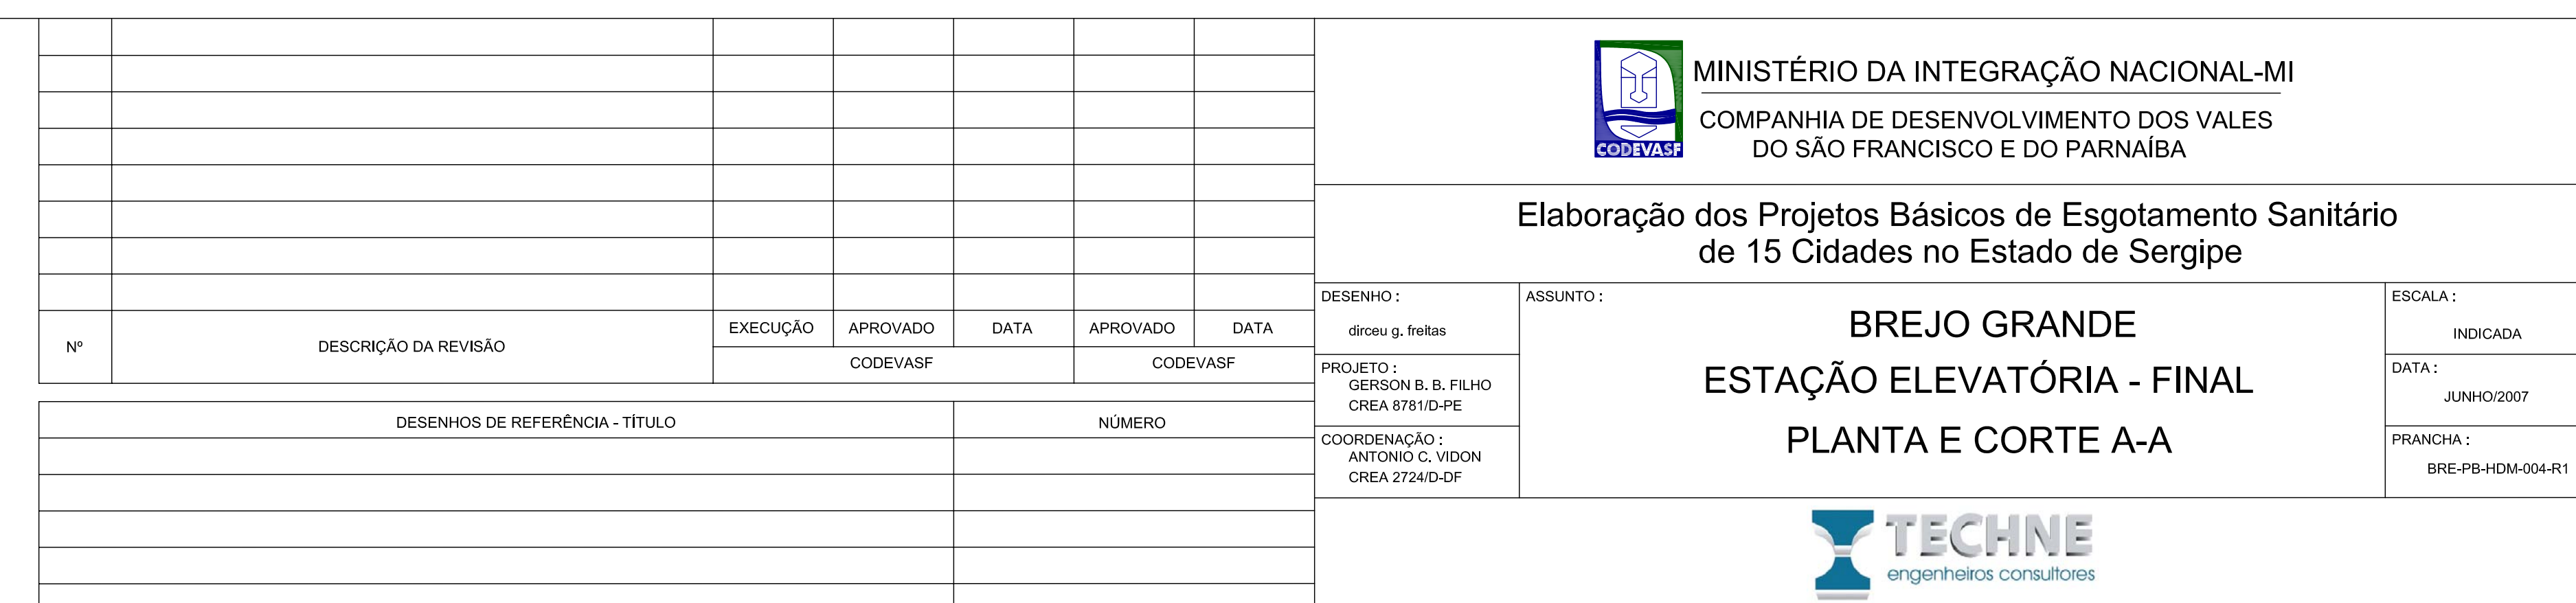 Nº
DESCRIÇÃO DA REVISÃO
EXECUÇÃO
APROVADO
DATA
APROVADO
DATA
CODEVASF
CODEVASF
DESENHOS DE REFERÊNCIA - TÍTULO
NÚMERO
CODEVASF
MINISTÉRIO DA INTEGRAÇÃO NACIONAL-MI
COMPANHIA DE DESENVOLVIMENTO DOS VALES
DO SÃO FRANCISCO E DO PARNAÍBA
Elaboração dos Projetos Básicos de Esgotamento Sanitário
de 15 Cidades no Estado de Sergipe
DESENHO :
dirceu g. freitas
PROJETO :
GERSON B. B. FILHO
CREA 8781/D-PE
COORDENAÇÃO :
ANTONIO C. VIDON
CREA 2724/D-DF
ASSUNTO :
BREJO GRANDE
ESTAÇÃO ELEVATÓRIA - FINAL
PLANTA E CORTE A-A
ESCALA :
INDICADA
DATA :
JUNHO/2007
PRANCHA :
BRE-PB-HDM-004-R1
TECHNE
engenheiros consultores